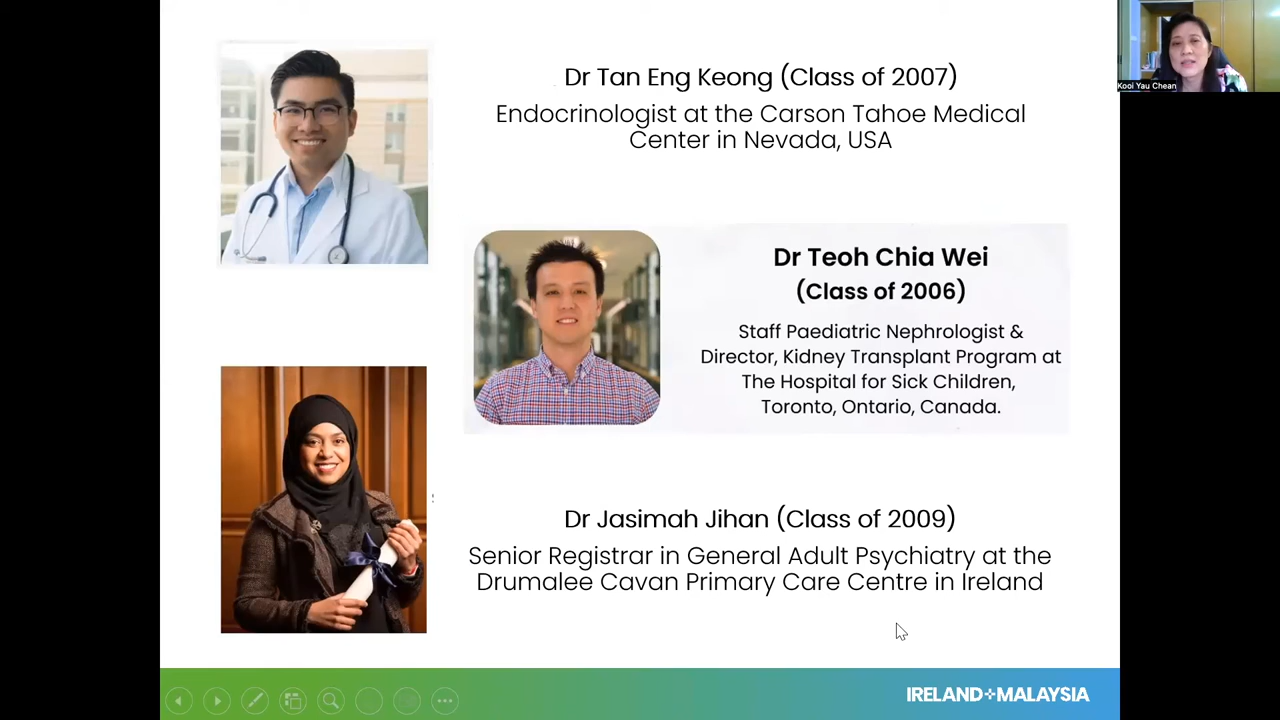 Dr Tan Eng Keong (Class of 2007)
Endocrinologist at the Carson Tahoe Medical
Center in Nevada, USA
Kooi Yau Chean
Dr Teoh Chia Wei
(Class of 2006)
Staff Paediatric Nephrologist &
Director, Kidney Transplant Program at
The Hospital for Sick Children,
Toronto, Ontario, Canada.
Dr Jasimah Jihan (Class of 2009)
Senior Registrar in General Adult Psychiatry at the
Drumalee Cavan Primary Care Centre in Ireland
IRELAND+MALAYSIA